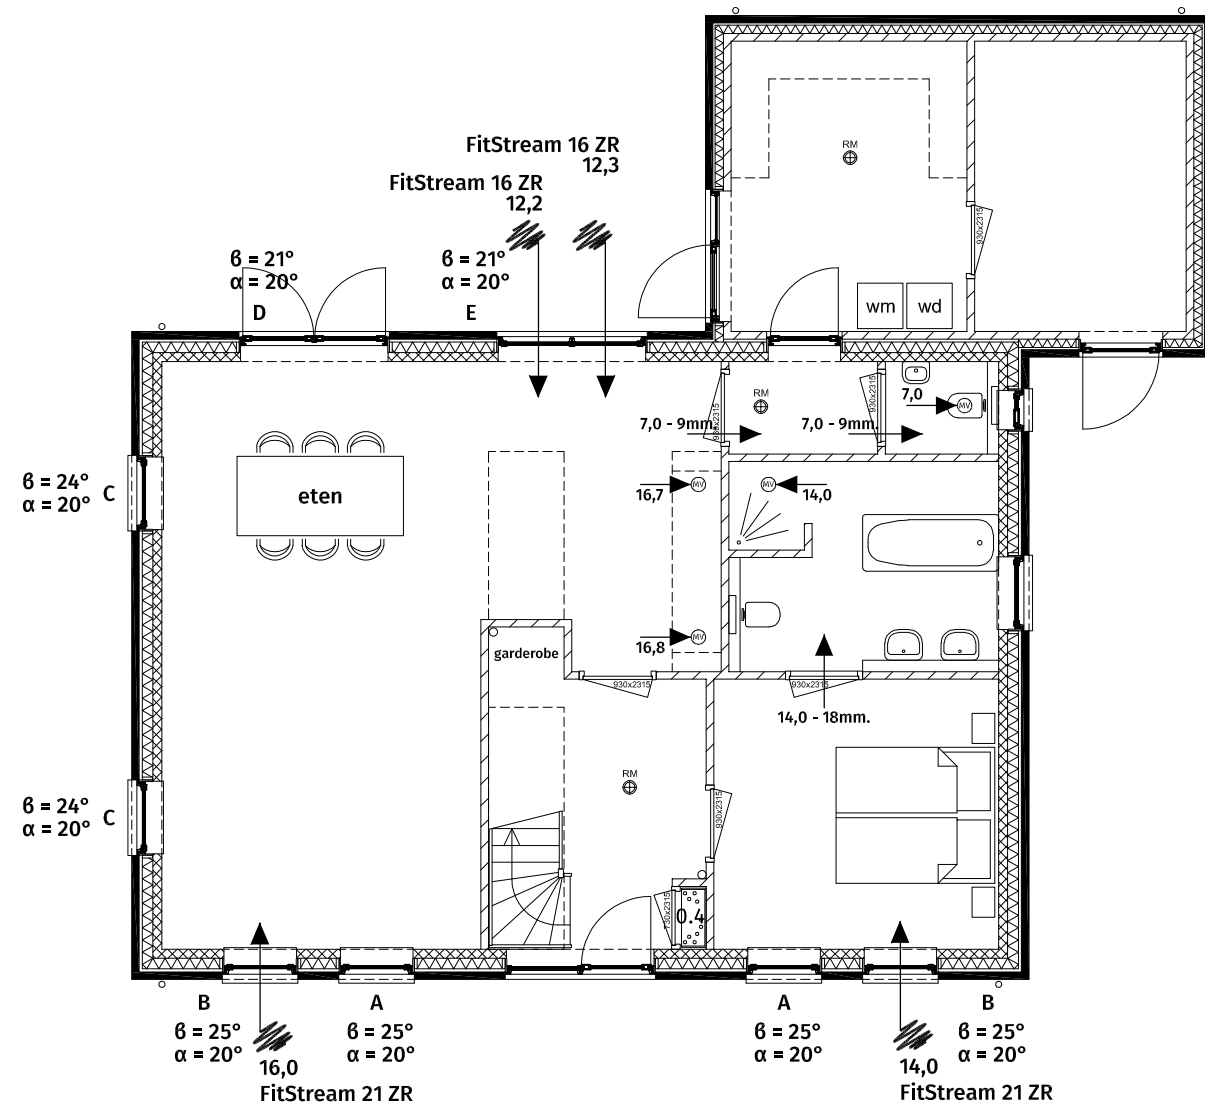 RM
FitStream 16 ZR
12,3
FitStream 16 ZR
12,2
930x2315
ϐ = 21°
α = 20°
D
ϐ = 21°
α = 20°
E
wm
wd
7,0
MV
RM
930x2315
930x2315
7,0 - 9mm.
7,0 - 9mm.
ϐ = 24°
α = 20°
C
eten
16,7
MV
MV
14,0
16,8
MV
garderobe
930x2315
930x2315
14,0 - 18mm.
RM
ϐ = 24°
α = 20°
C
930x2315
730x2315
0.4
B
A
A
B
ϐ = 25°
α = 20°
ϐ = 25°
α = 20°
ϐ = 25°
α = 20°
ϐ = 25°
α = 20°
16,0
FitStream 21 ZR
14,0
FitStream 21 ZR